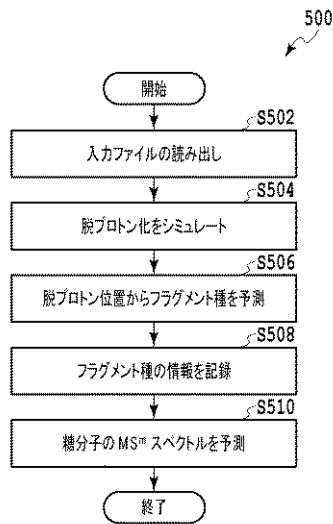 500
開始
S502
入力ファイルの読み出し
S504
脱プロトン化をシミュレート
S506
脱プロトン位置からフラグメント種を予測
S508
フラグメント種の情報を記録
S510
糖分子のMSᵐスペクトルを予測
終了